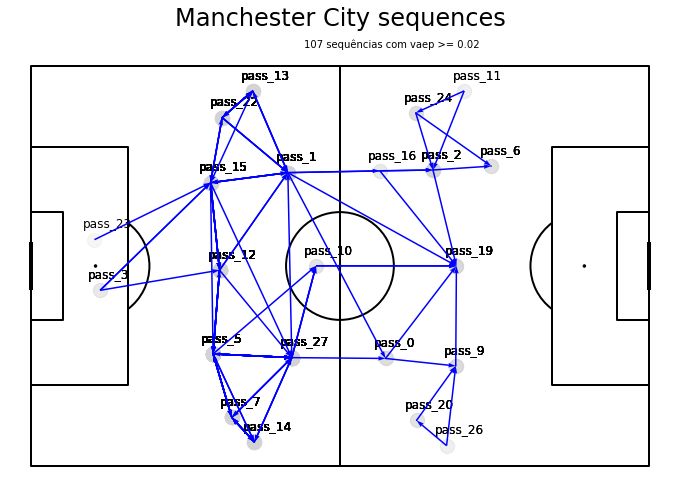 Manchester City sequences
107 sequências com vaep >= 0.02
pass_13
pass_11
pass_22
pass_24
pass_1
pass_16
pass_2
pass_6
pass_15
pass_23
pass_12
pass_10
pass_19
pass_3
pass_5
pass_27
pass_0
pass_9
pass_7
pass_20
pass_14
pass_26